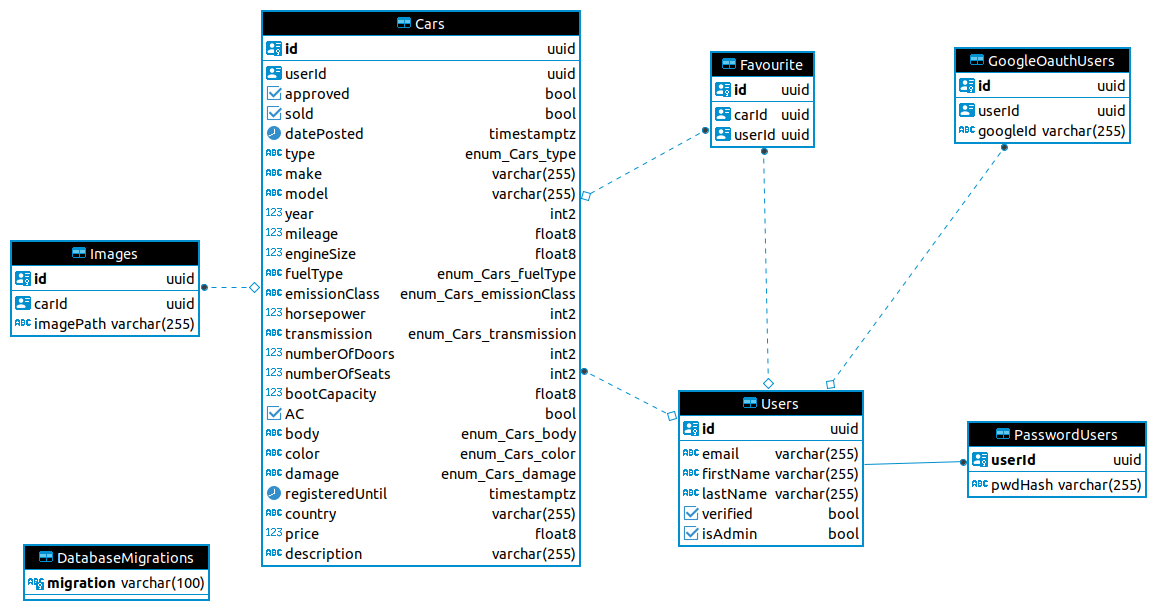 Cars
id uuid
userId uuid
approved bool
sold bool
datePosted timestamptz
type enum_Cars_type
make varchar(255)
model varchar(255)
year int2
mileage float8
engineSize float8
fuelType enum_Cars_fuelType
emissionClass enum_Cars_emissionClass
horsepower int2
transmission enum_Cars_transmission
numberOfDoors int2
numberOfSeats int2
bootCapacity float8
AC bool
body enum_Cars_body
color enum_Cars_color
damage enum_Cars_damage
registeredUntil timestamptz
country varchar(255)
price float8
description varchar(255)
Favourite
id uuid
carId uuid
userId uuid
GoogleOauthUsers
id uuid
userId uuid
googleId varchar(255)
Images
id uuid
carId uuid
imagePath varchar(255)
Users
id uuid
email varchar(255)
firstName varchar(255)
lastName varchar(255)
verified bool
isAdmin bool
PasswordUsers
userId uuid
pwdHash varchar(255)
DatabaseMigrations
migration varchar(100)